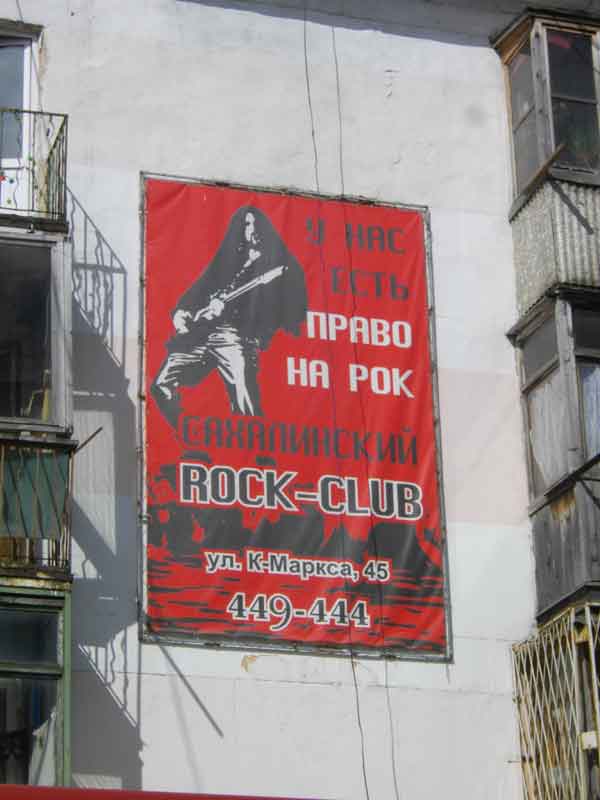 У НАС
ЕСТЬ
ПРАВО
НА РОК
САХАЛИНСКИЙ
ROCK-CLUB
ул. К-Маркса, 45
449-444